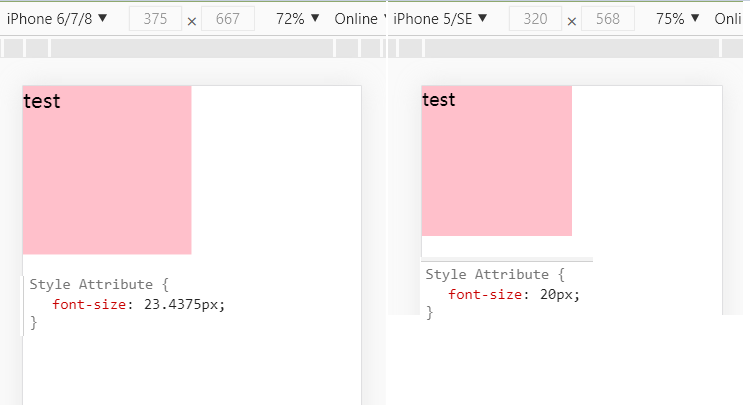 iPhone 6/7/8 ▼ 375 × 667 72% ▼ Online
test
Style Attribute {
font-size: 23.4375px;
}
iPhone 5/SE ▼ 320 × 568 75% ▼ Onli
test
Style Attribute {
font-size: 20px;
}